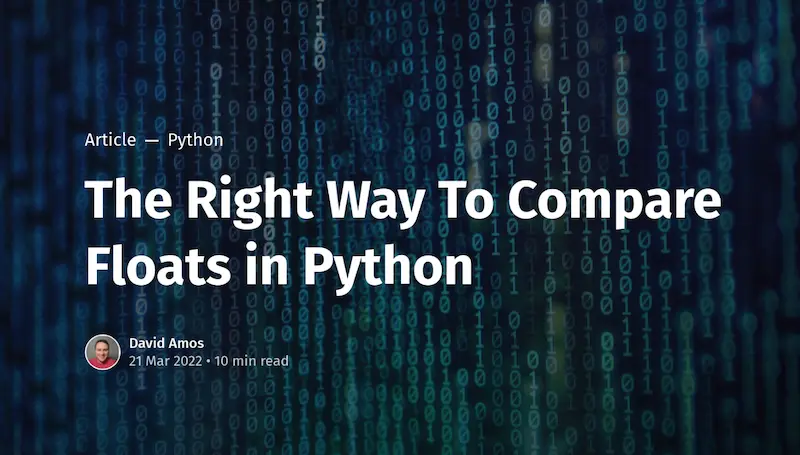 Article — Python
The Right Way To Compare
Floats in Python
David Amos
21 Mar 2022 • 10 min read